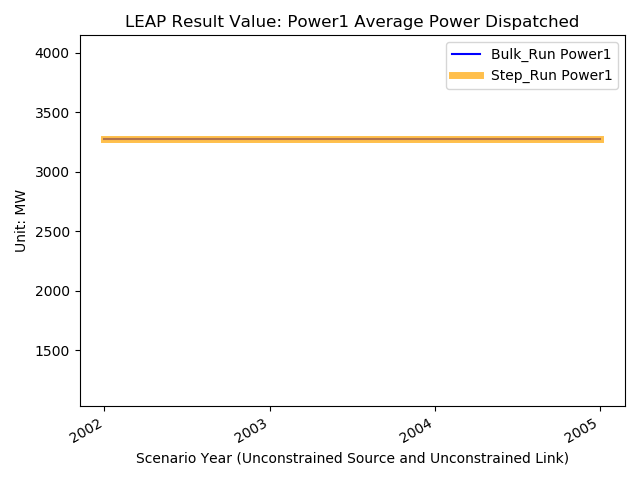 LEAP Result Value: Power1 Average Power Dispatched
Bulk_Run Power1
Step_Run Power1
4000
3500
3000
2500
2000
1500
Unit: MW
2002
2003
2004
2005
Scenario Year (Unconstrained Source and Unconstrained Link)